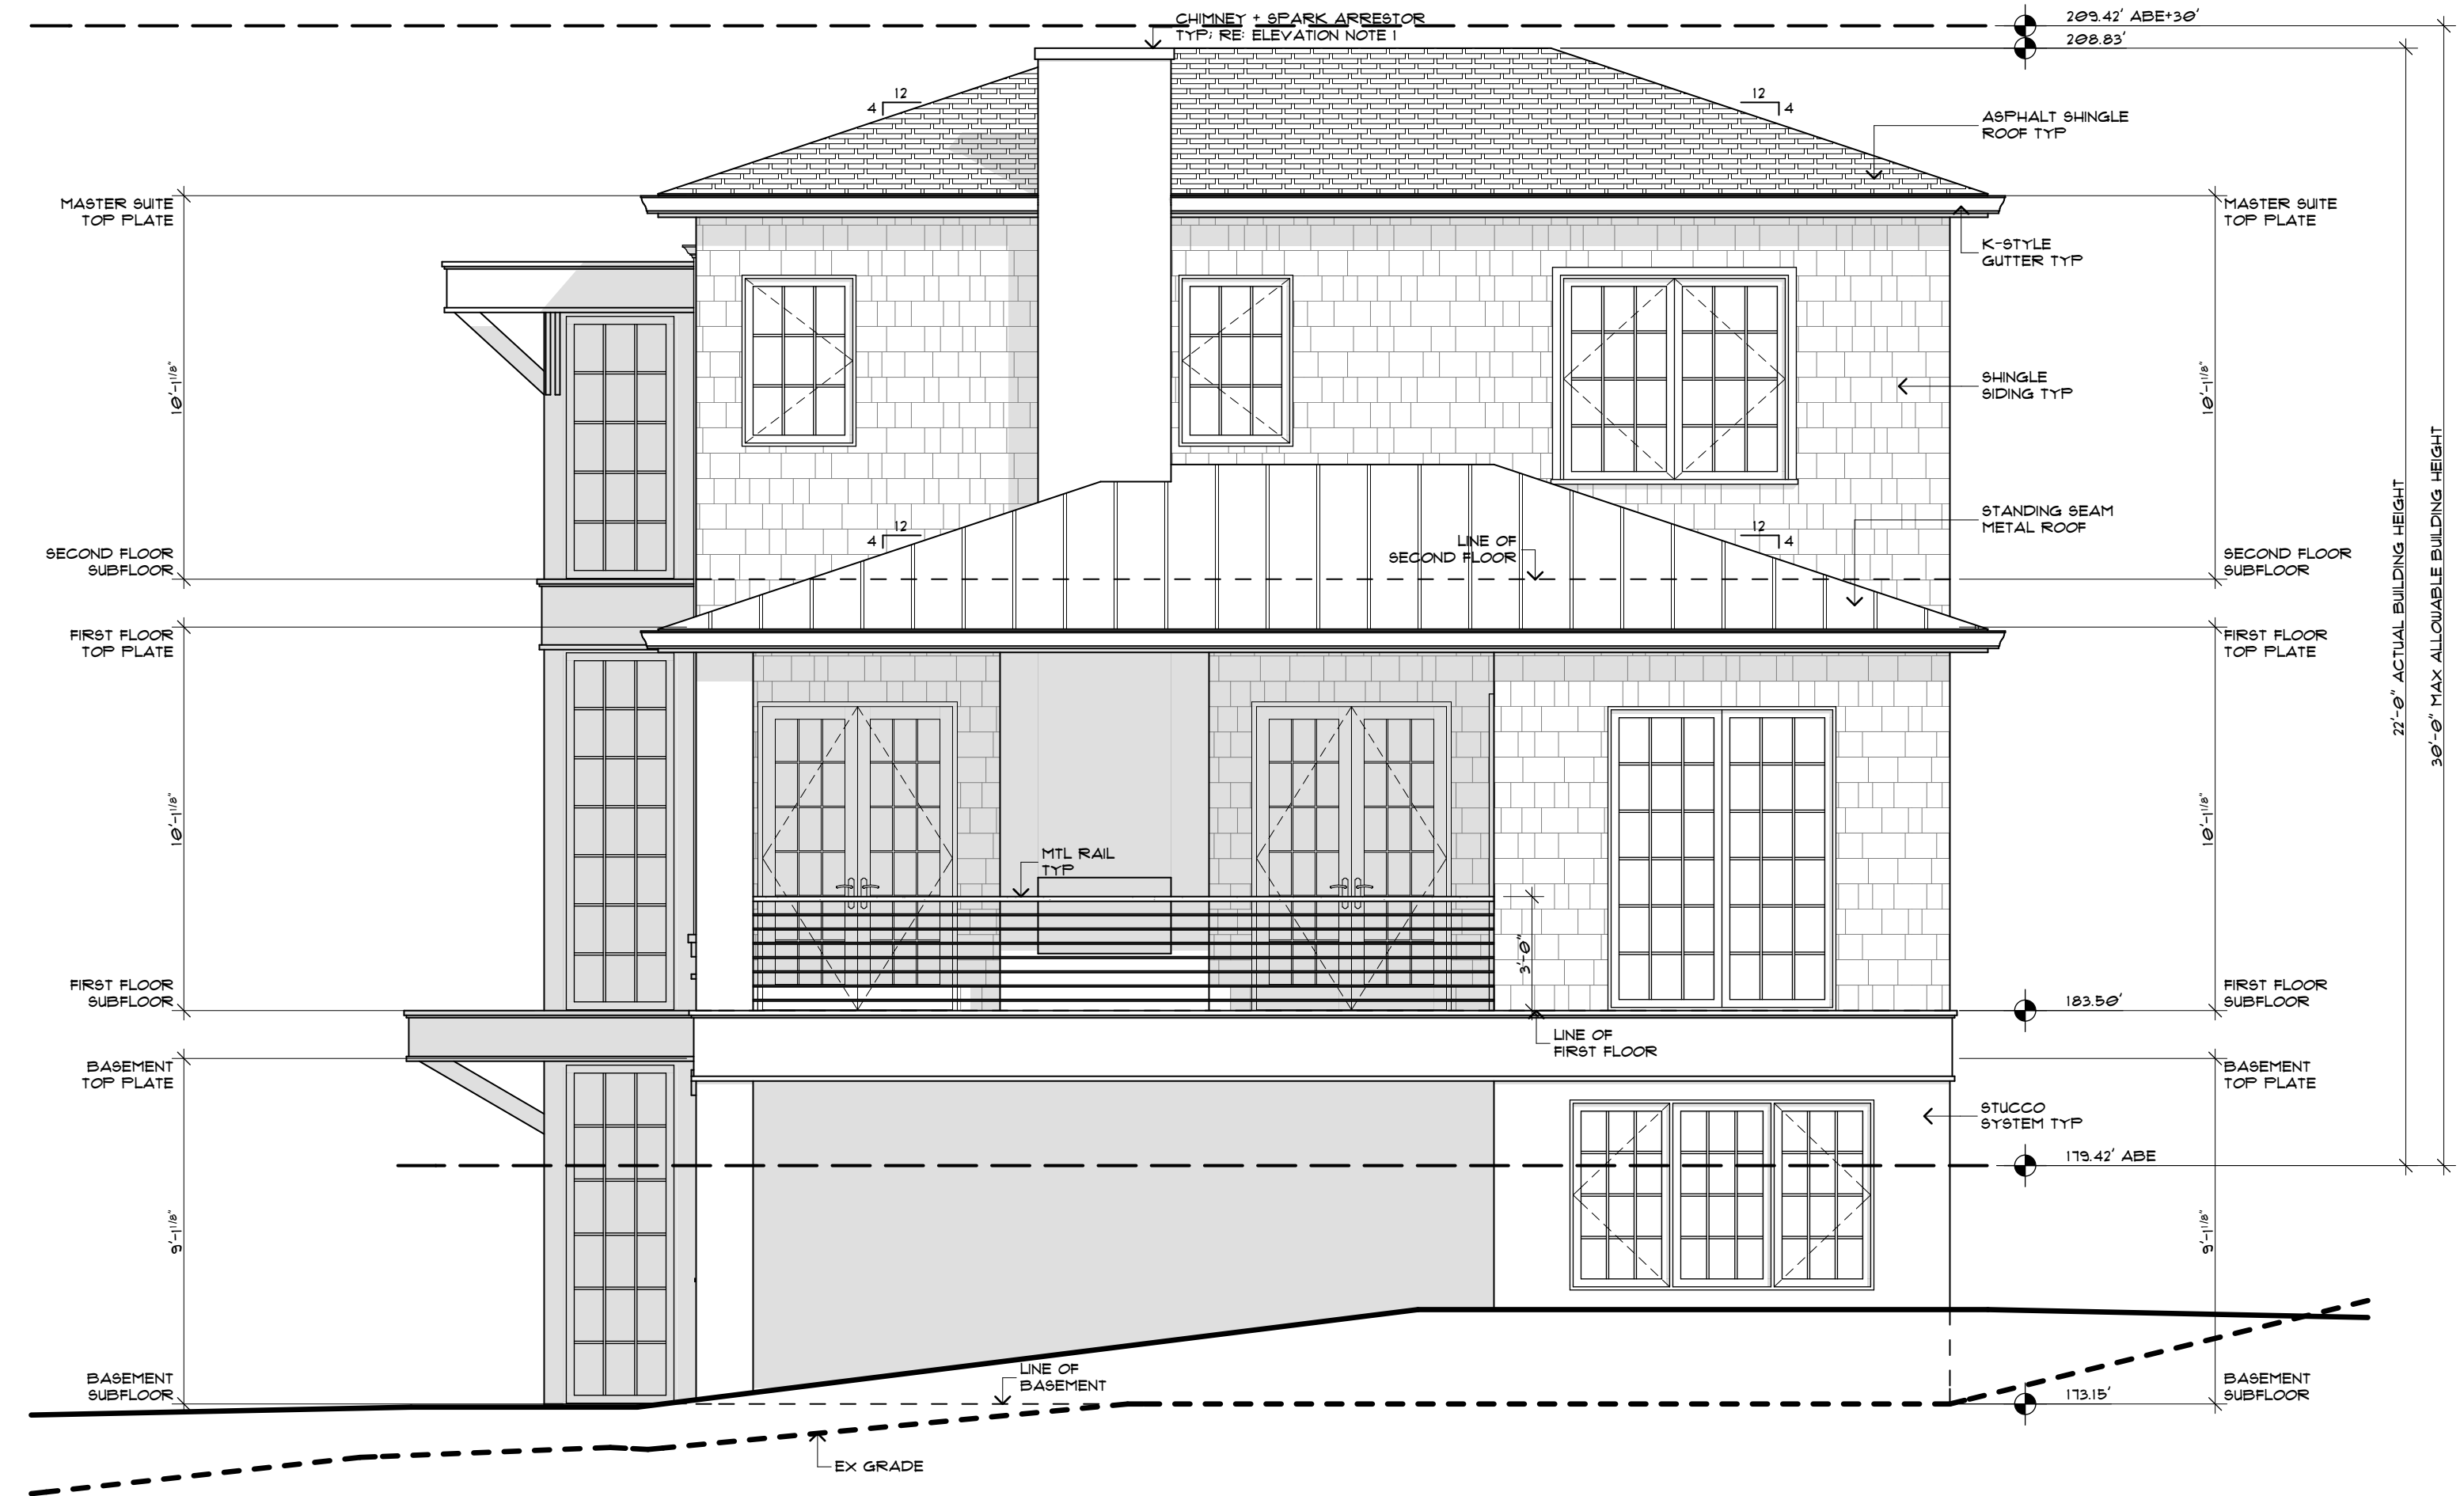 CHIMNEY + SPARK ARRESTOR
TYP; RE: ELEVATION NOTE 1
209.42' ABE+30'
208.83'
12
4
12
4
ASPHALT SHINGLE
ROOF TYP
MASTER SUITE
TOP PLATE
MASTER SUITE
TOP PLATE
K-STYLE
GUTTER TYP
10'-1 1/8"
SHINGLE
SIDING TYP
10'-1 1/8"
22'-0" ACTUAL BUILDING HEIGHT
30'-0" MAX ALLOWABLE BUILDING HEIGHT
STANDING SEAM
METAL ROOF
12
4
12
4
LINE OF
SECOND FLOOR
SECOND FLOOR
SUBFLOOR
SECOND FLOOR
SUBFLOOR
FIRST FLOOR
TOP PLATE
FIRST FLOOR
TOP PLATE
10'-1 1/8"
10'-1 1/8"
MTL RAIL
TYP
3'-0"
FIRST FLOOR
SUBFLOOR
183.50'
FIRST FLOOR
SUBFLOOR
LINE OF
FIRST FLOOR
BASEMENT
TOP PLATE
BASEMENT
TOP PLATE
STUCCO
SYSTEM TYP
179.42' ABE
9'-1 1/8"
9'-1 1/8"
LINE OF
BASEMENT
BASEMENT
SUBFLOOR
173.15'
BASEMENT
SUBFLOOR
EX GRADE